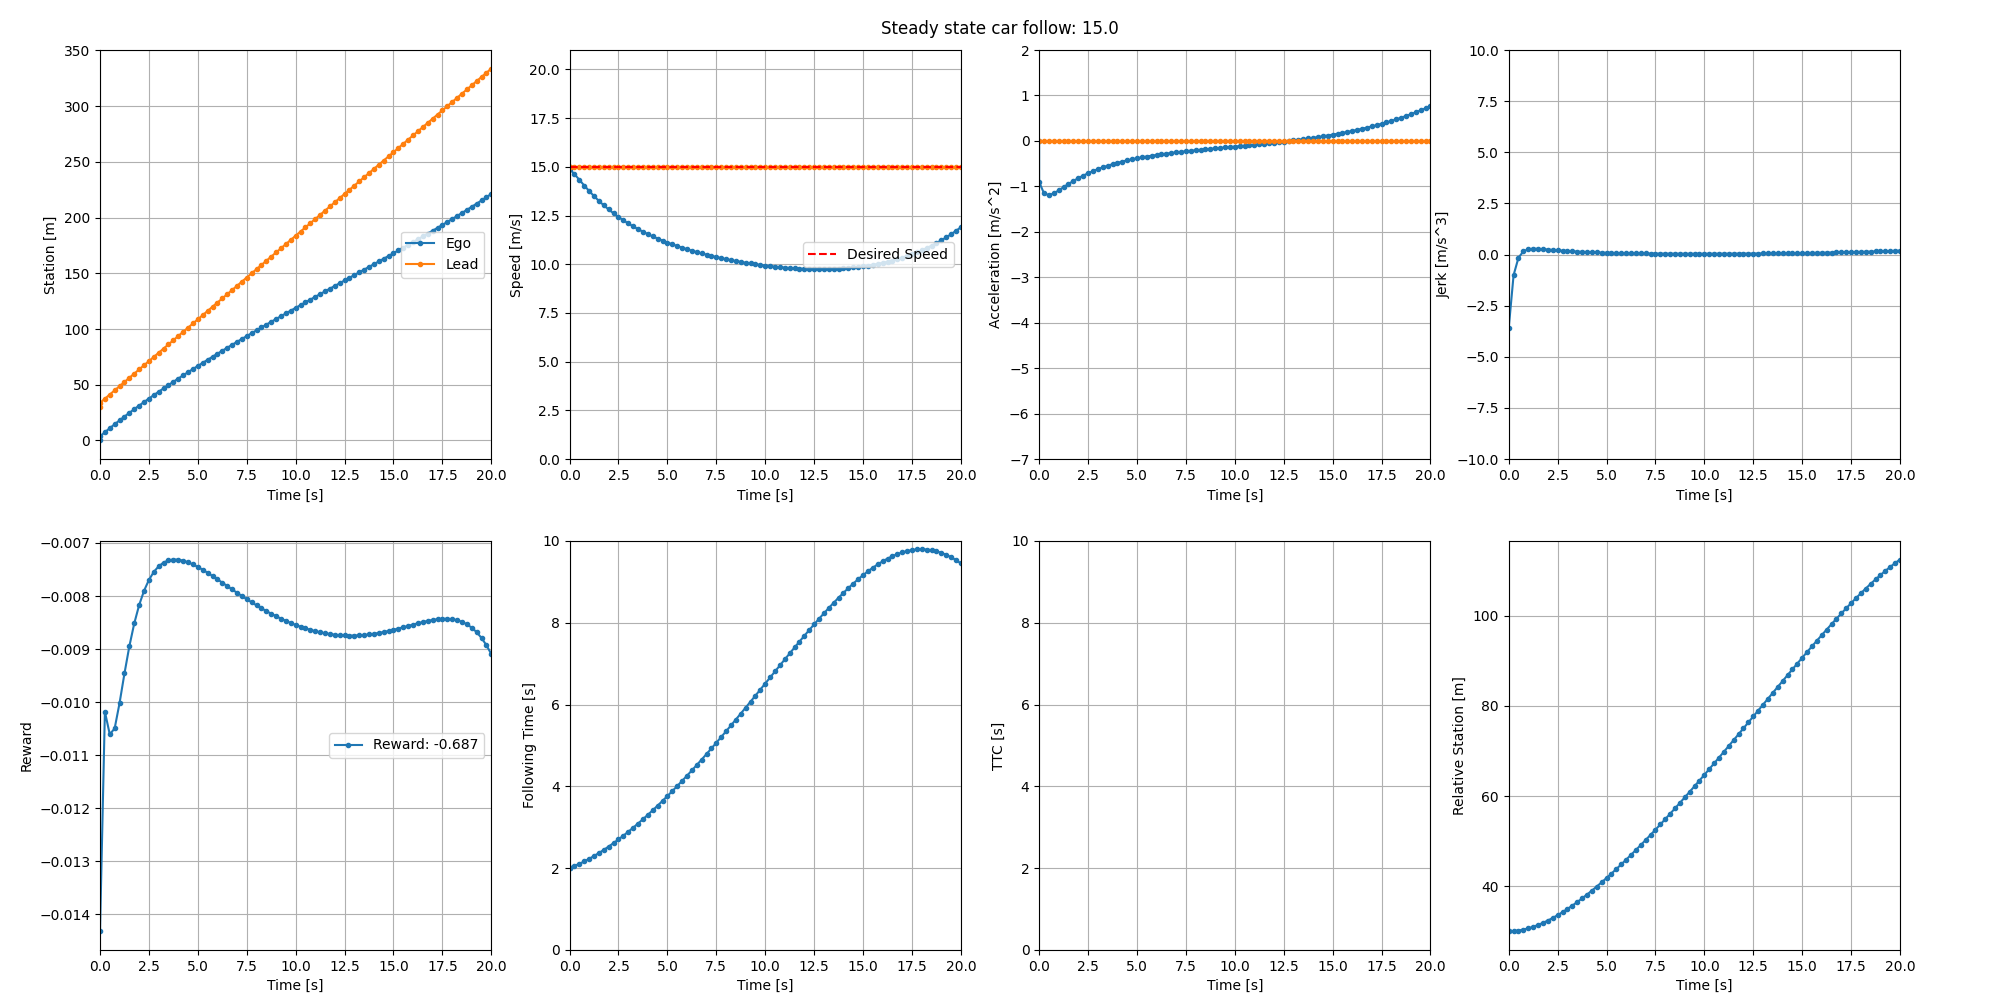 Steady state car follow: 15.0
350
300
250
200
150
100
50
0
Station [m]
Ego
Lead
0.0 2.5 5.0 7.5 10.0 12.5 15.0 17.5 20.0
Time [s]
20.0
17.5
15.0
12.5
10.0
7.5
5.0
2.5
0.0
Speed [m/s]
Desired Speed
0.0 2.5 5.0 7.5 10.0 12.5 15.0 17.5 20.0
Time [s]
2
1
0
−1
−2
−3
−4
−5
−6
−7
Acceleration [m/s^2]
0.0 2.5 5.0 7.5 10.0 12.5 15.0 17.5 20.0
Time [s]
10.0
7.5
5.0
2.5
0.0
−2.5
−5.0
−7.5
−10.0
Jerk [m/s^3]
0.0 2.5 5.0 7.5 10.0 12.5 15.0 17.5 20.0
Time [s]
−0.007
−0.008
−0.009
−0.010
−0.011
−0.012
−0.013
−0.014
Reward
Reward: -0.687
0.0 2.5 5.0 7.5 10.0 12.5 15.0 17.5 20.0
Time [s]
10
8
6
4
2
0
Following Time [s]
0.0 2.5 5.0 7.5 10.0 12.5 15.0 17.5 20.0
Time [s]
10
8
6
4
2
0
TTC [s]
0.0 2.5 5.0 7.5 10.0 12.5 15.0 17.5 20.0
Time [s]
100
80
60
40
Relative Station [m]
0.0 2.5 5.0 7.5 10.0 12.5 15.0 17.5 20.0
Time [s]